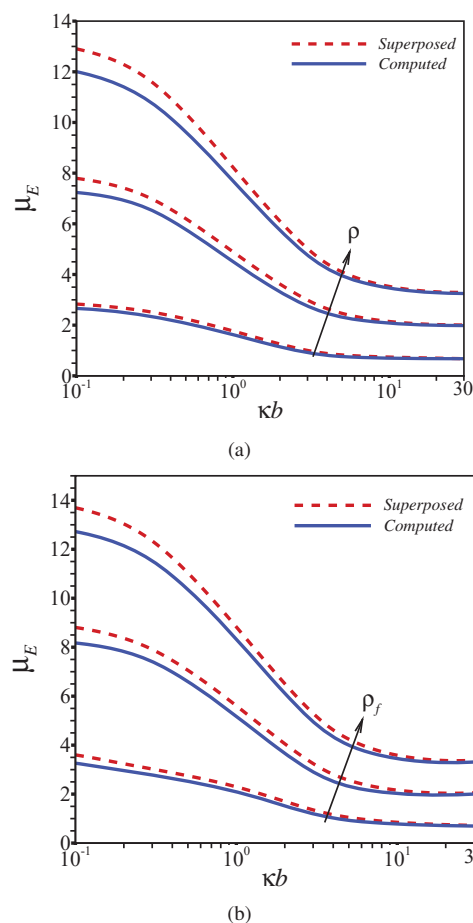 14
12
10
8
6
4
2
0
μE
Superposed
Computed
ρ
10⁻¹ 10⁰ 10¹ 30
κb
(a)
14
12
10
8
6
4
2
0
μE
Superposed
Computed
ρf
10⁻¹ 10⁰ 10¹ 3
κb
(b)